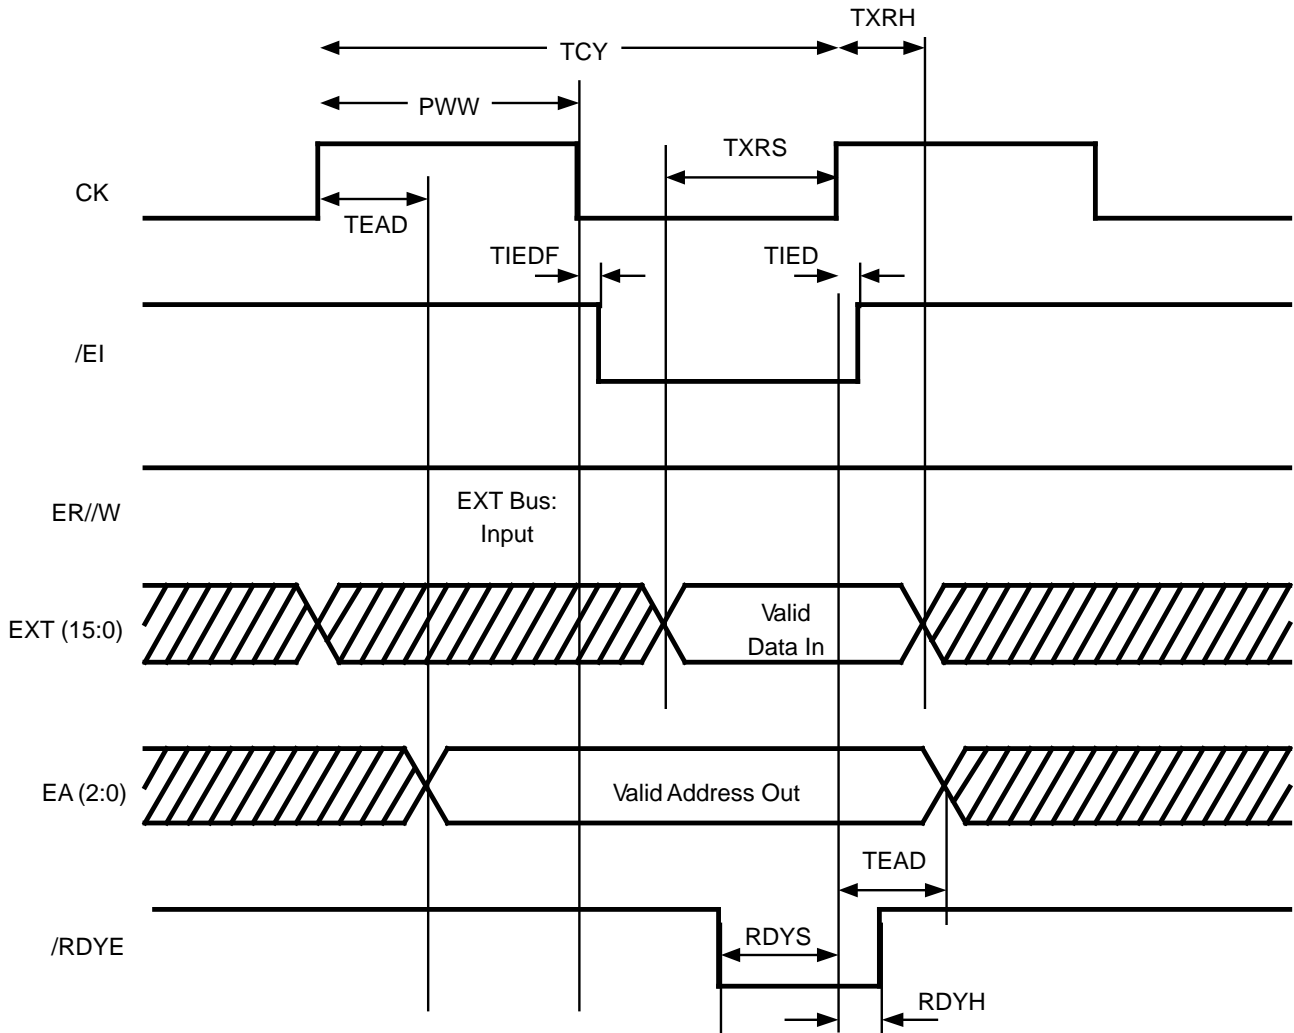 TXRH
TCY
PWW
TXRS
CK
TEAD
TIEDF
TIED
/EI
ER//W
EXT Bus:
Input
EXT (15:0)
Valid
Data In
EA (2:0)
Valid Address Out
TEAD
/RDYE
RDYS
RDYH